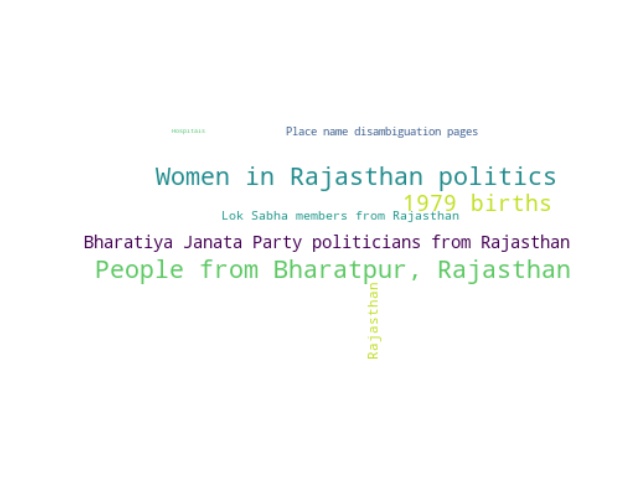 Hospitals
Place name disambiguation pages
Women in Rajasthan politics
1979 births
Lok Sabha members from Rajasthan
Bharatiya Janata Party politicians from Rajasthan
People from Bharatpur, Rajasthan
Rajasthan